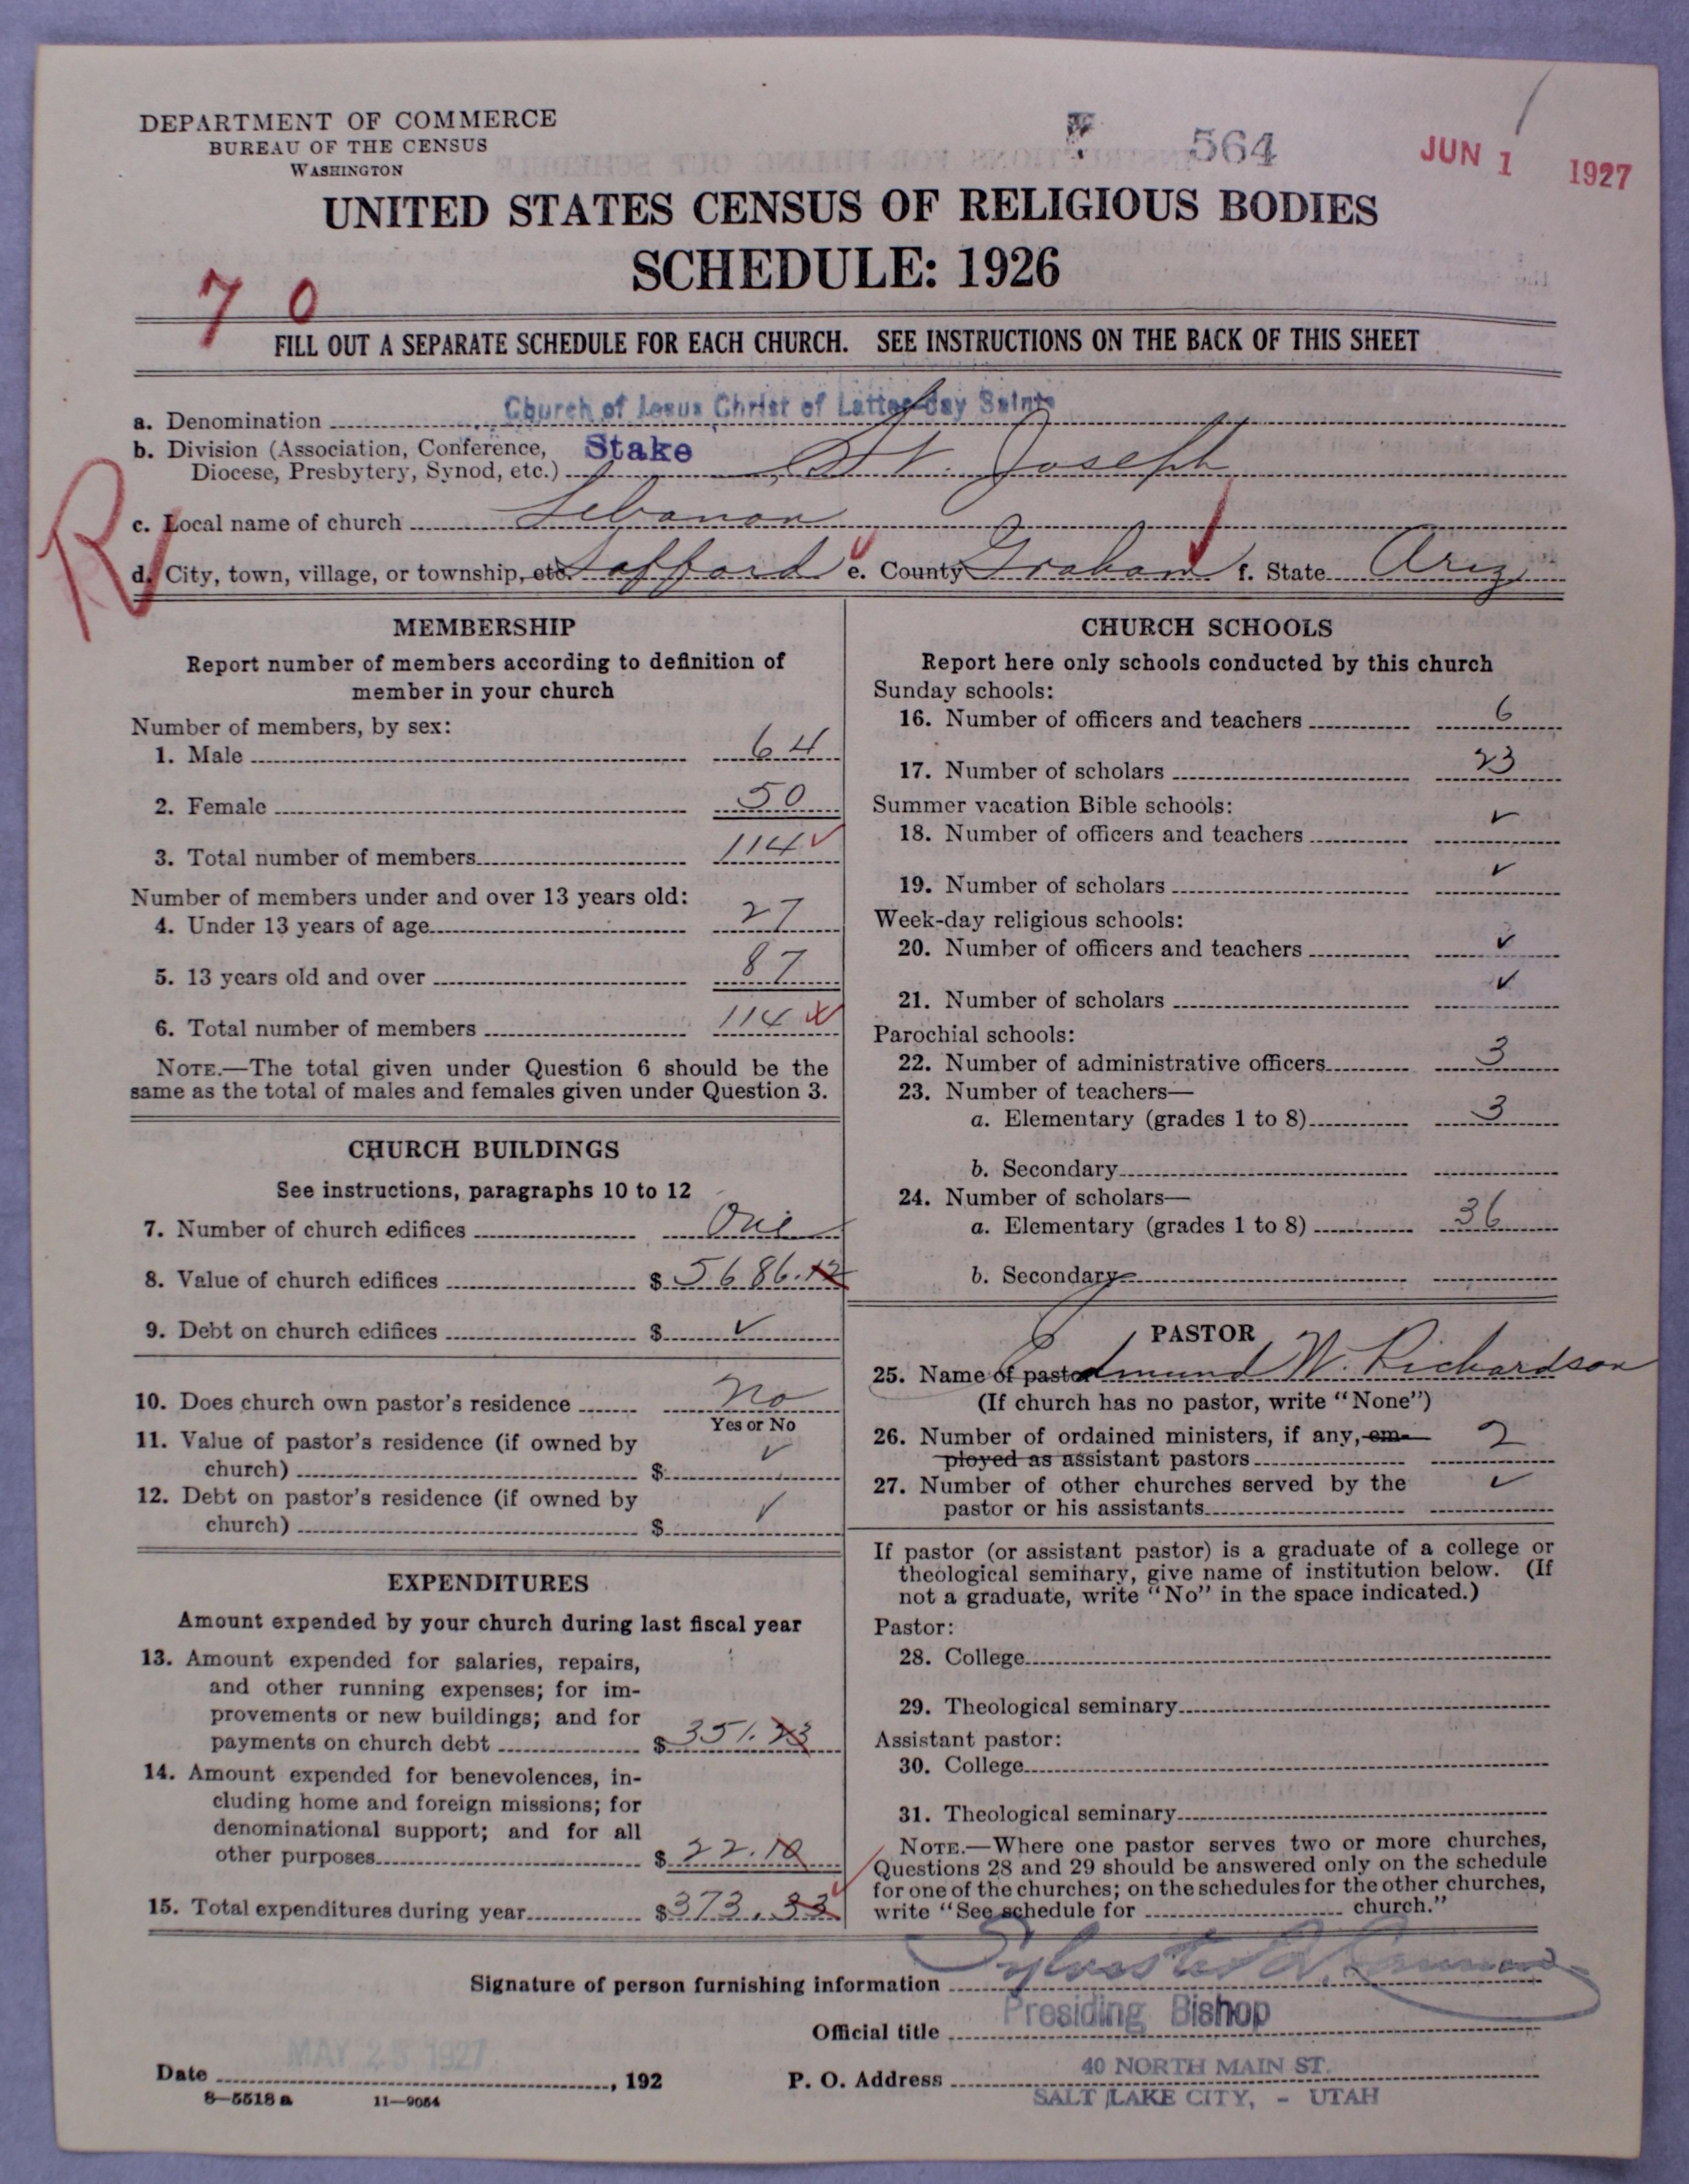 DEPARTMENT OF COMMERCE
BUREAU OF THE CENSUS
WASHINGTON
564
JUN 1 1927
UNITED STATES CENSUS OF RELIGIOUS BODIES
SCHEDULE: 1926
7 0
FILL OUT A SEPARATE SCHEDULE FOR EACH CHURCH. SEE INSTRUCTIONS ON THE BACK OF THIS SHEET
a. Denomination Church of Jesus Christ of Latter-day Saints
b. Division (Association, Conference, Diocese, Presbytery, Synod, etc.) Stake St. Joseph
R
c. Local name of church Lebanon
d. City, town, village, or township, etc. Safford e. County Graham f. State Ariz
MEMBERSHIP
Report number of members according to definition of
member in your church
Number of members, by sex:
1. Male 64
2. Female 50
3. Total number of members 114 ✓
Number of members under and over 13 years old:
4. Under 13 years of age 27
5. 13 years old and over 87
6. Total number of members 114
NOTE.—The total given under Question 6 should be the
same as the total of males and females given under Question 3.
CHURCH BUILDINGS
See instructions, paragraphs 10 to 12
7. Number of church edifices One
8. Value of church edifices $ 5686.12
9. Debt on church edifices $ ✓
10. Does church own pastor's residence No
Yes or No
11. Value of pastor's residence (if owned by
church) $ ✓
12. Debt on pastor's residence (if owned by
church) $ ✓
EXPENDITURES
Amount expended by your church during last fiscal year
13. Amount expended for salaries, repairs,
and other running expenses; for im-
provements or new buildings; and for
payments on church debt $ 351.23
14. Amount expended for benevolences, in-
cluding home and foreign missions; for
denominational support; and for all
other purposes $ 22.10
15. Total expenditures during year $ 373.33
CHURCH SCHOOLS
Report here only schools conducted by this church
Sunday schools:
16. Number of officers and teachers 6
17. Number of scholars 23
Summer vacation Bible schools:
18. Number of officers and teachers ✓
19. Number of scholars ✓
Week-day religious schools:
20. Number of officers and teachers ✓
21. Number of scholars ✓
Parochial schools:
22. Number of administrative officers 3
23. Number of teachers—
a. Elementary (grades 1 to 8) 3
b. Secondary
24. Number of scholars—
a. Elementary (grades 1 to 8) 36
b. Secondary
PASTOR
25. Name of pastor Edmund W. Richardson
(If church has no pastor, write "None")
26. Number of ordained ministers, if any, em-
ployed as assistant pastors 2
27. Number of other churches served by the
pastor or his assistants ✓
If pastor (or assistant pastor) is a graduate of a college or
theological seminary, give name of institution below. (If
not a graduate, write "No" in the space indicated.)
Pastor:
28. College
29. Theological seminary
Assistant pastor:
30. College
31. Theological seminary
NOTE.—Where one pastor serves two or more churches,
Questions 28 and 29 should be answered only on the schedule
for one of the churches; on the schedules for the other churches,
write "See schedule for church."
Signature of person furnishing information Sylvester Q. Cannon
Official title Presiding Bishop
Date MAY 25 1927, 192
P. O. Address 40 NORTH MAIN ST.
SALT LAKE CITY, - UTAH
8—5518 a 11—9054